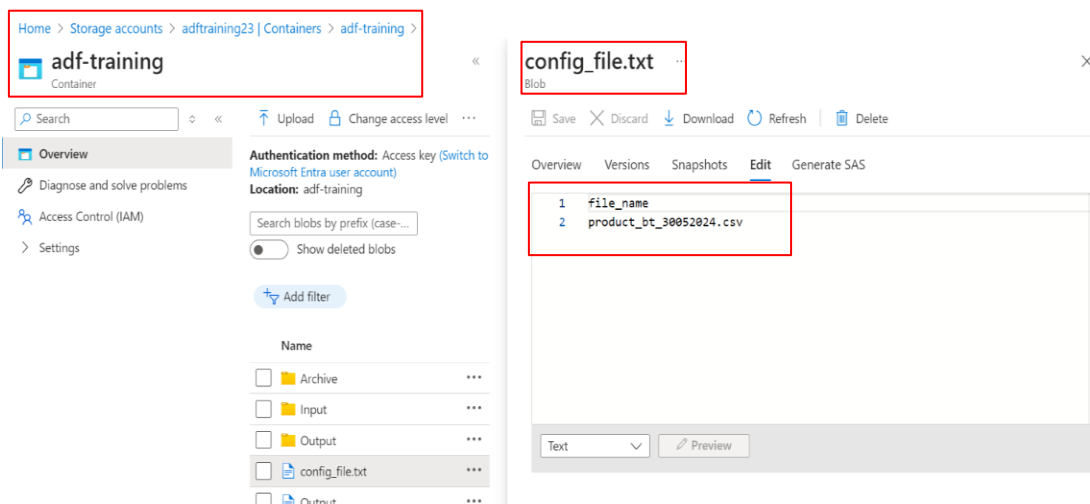 Home > Storage accounts > adftraining23 | Containers > adf-training >
adf-training
Container
Search
Overview
Diagnose and solve problems
Access Control (IAM)
Settings
Upload
Change access level
Authentication method: Access key (Switch to
Microsoft Entra user account)
Location: adf-training
Search blobs by prefix (case-...
Show deleted blobs
Add filter
Name
Archive
Input
Output
config_file.txt
Output
config_file.txt
Blob
Save Discard Download Refresh Delete
Overview Versions Snapshots Edit Generate SAS
1 file_name
2 product_bt_30052024.csv
Text Preview